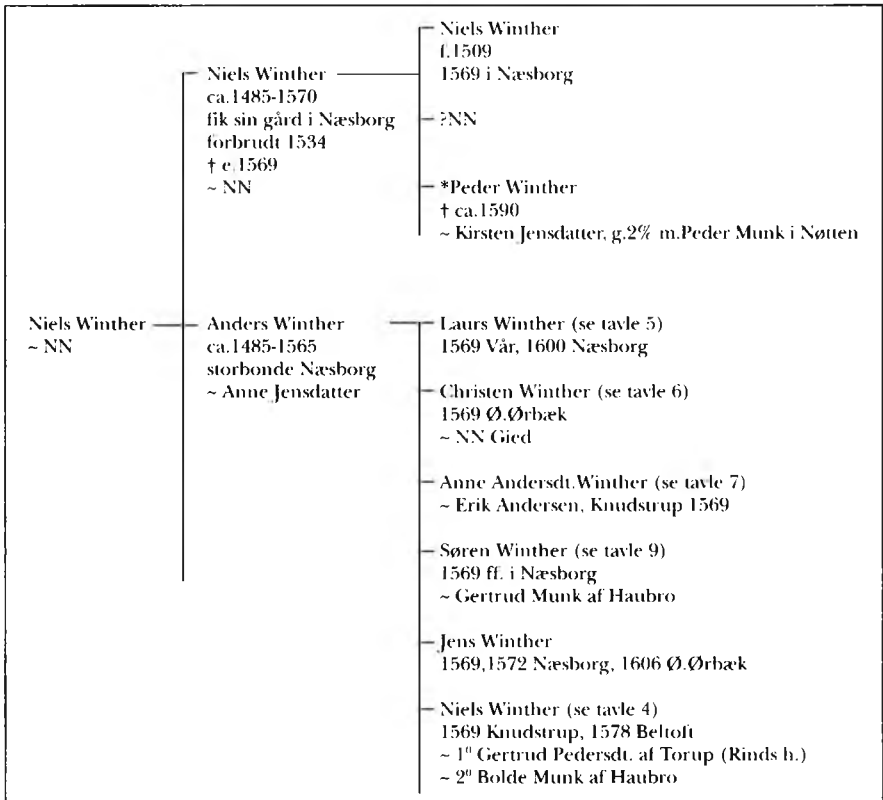 Niels Winther
~ NN
Niels Winther
ca.1485-1570
fik sin gård i Næsborg
forbrudt 1534
† e.1569
~ NN
Niels Winther
f.1509
1569 i Næsborg
?NN
*Peder Winther
† ca.1590
~ Kirsten Jensdatter, g.2% m.Peder Munk i Nøtten
Anders Winther
ca.1485-1565
storbonde Næsborg
~ Anne Jensdatter
Laurs Winther (se tavle 5)
1569 Vår, 1600 Næsborg
Christen Winther (se tavle 6)
1569 Ø.Ørbæk
~ NN Gied
Anne Andersdt.Winther (se tavle 7)
~ Erik Andersen, Knudstrup 1569
Søren Winther (se tavle 9)
1569 ff. i Næsborg
~ Gertrud Munk af Haubro
Jens Winther
1569,1572 Næsborg, 1606 Ø.Ørbæk
Niels Winther (se tavle 4)
1569 Knudstrup, 1578 Beltoft
~ 1º Gertrud Pedersdt. af Torup (Rinds h.)
~ 2º Bolde Munk af Haubro